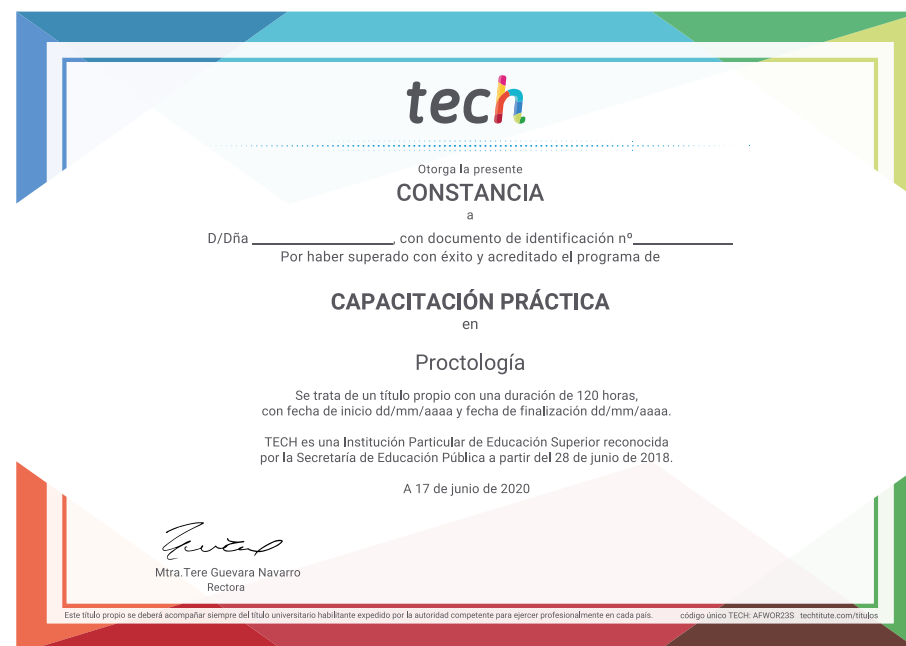 tech
Otorga la presente
CONSTANCIA
a
D/Dña ____________________, con documento de identificación nº______________
Por haber superado con éxito y acreditado el programa de
CAPACITACIÓN PRÁCTICA
en
Proctología
Se trata de un título propio con una duración de 120 horas,
con fecha de inicio dd/mm/aaaa y fecha de finalización dd/mm/aaaa.
TECH es una Institución Particular de Educación Superior reconocida
por la Secretaría de Educación Pública a partir del 28 de junio de 2018.
A 17 de junio de 2020
Mtra.Tere Guevara Navarro
Rectora
Este título propio se deberá acompañar siempre del título universitario habilitante expedido por la autoridad competente para ejercer profesionalmente en cada país. código único TECH: AFWOR23S techtitute.com/titulos